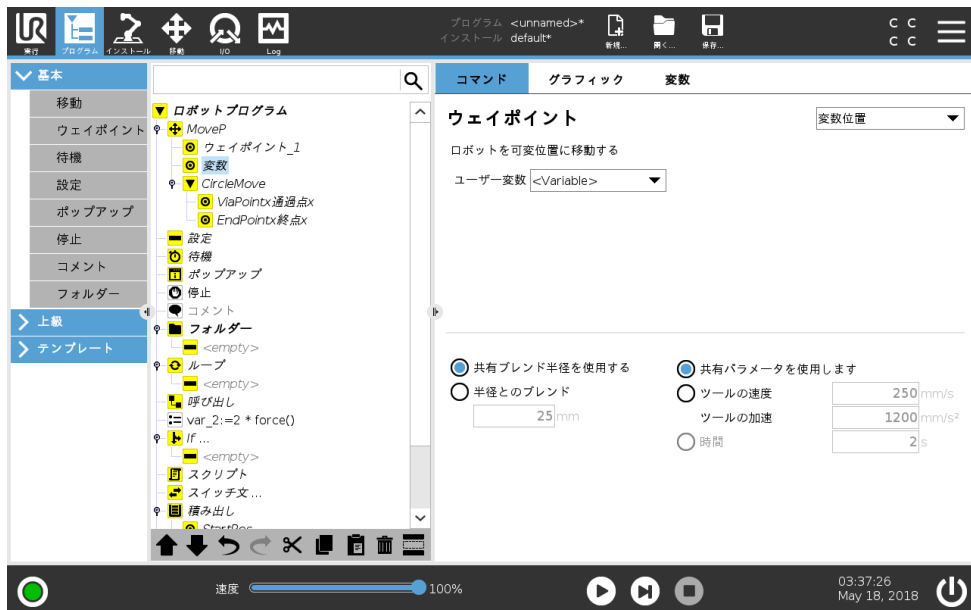 UR
実行
プログラム
インストール
移動
I/O
Log
プログラム <unnamed>*
インストール default*
新規...
開く...
保存...
C C
C C
基本
移動
ウェイポイント
待機
設定
ポップアップ
停止
コメント
フォルダー
上級
テンプレート
ロボットプログラム
MoveP
ウェイポイント_1
変数
CircleMove
ViaPointx通過点x
EndPointx終点x
設定
待機
ポップアップ
停止
コメント
フォルダー
<empty>
ループ
<empty>
呼び出し
var_2:=2 * force()
If ...
<empty>
スクリプト
スイッチ文...
積み出し
StartPos
コマンド
グラフィック
変数
ウェイポイント
変数位置
ロボットを可変位置に移動する
ユーザー変数 <Variable>
共有ブレンド半径を使用する
半径とのブレンド
25 mm
共有パラメータを使用します
ツールの速度 250 mm/s
ツールの加速 1200 mm/s²
時間 2 s
速度 100%
03:37:26
May 18, 2018